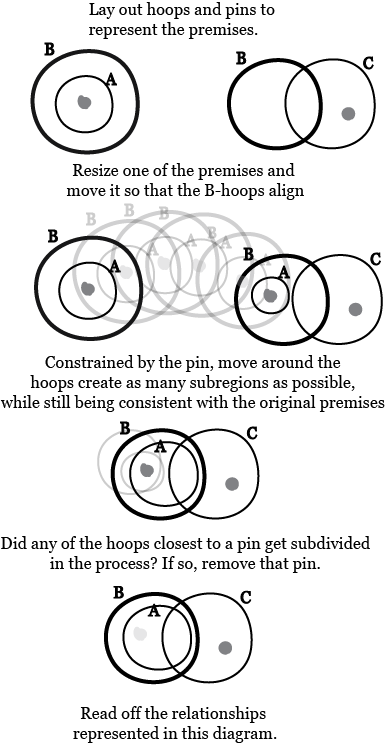 Lay out hoops and pins to
represent the premises.
B
A
B
C
Resize one of the premises and
move it so that the B-hoops align
B
B
B
B
A
A
A
A
B
A
B
A
C
Constrained by the pin, move around the
hoops create as many subregions as possible,
while still being consistent with the original premises
B
A
C
Did any of the hoops closest to a pin get subdivided
in the process? If so, remove that pin.
B
A
C
Read off the relationships
represented in this diagram.